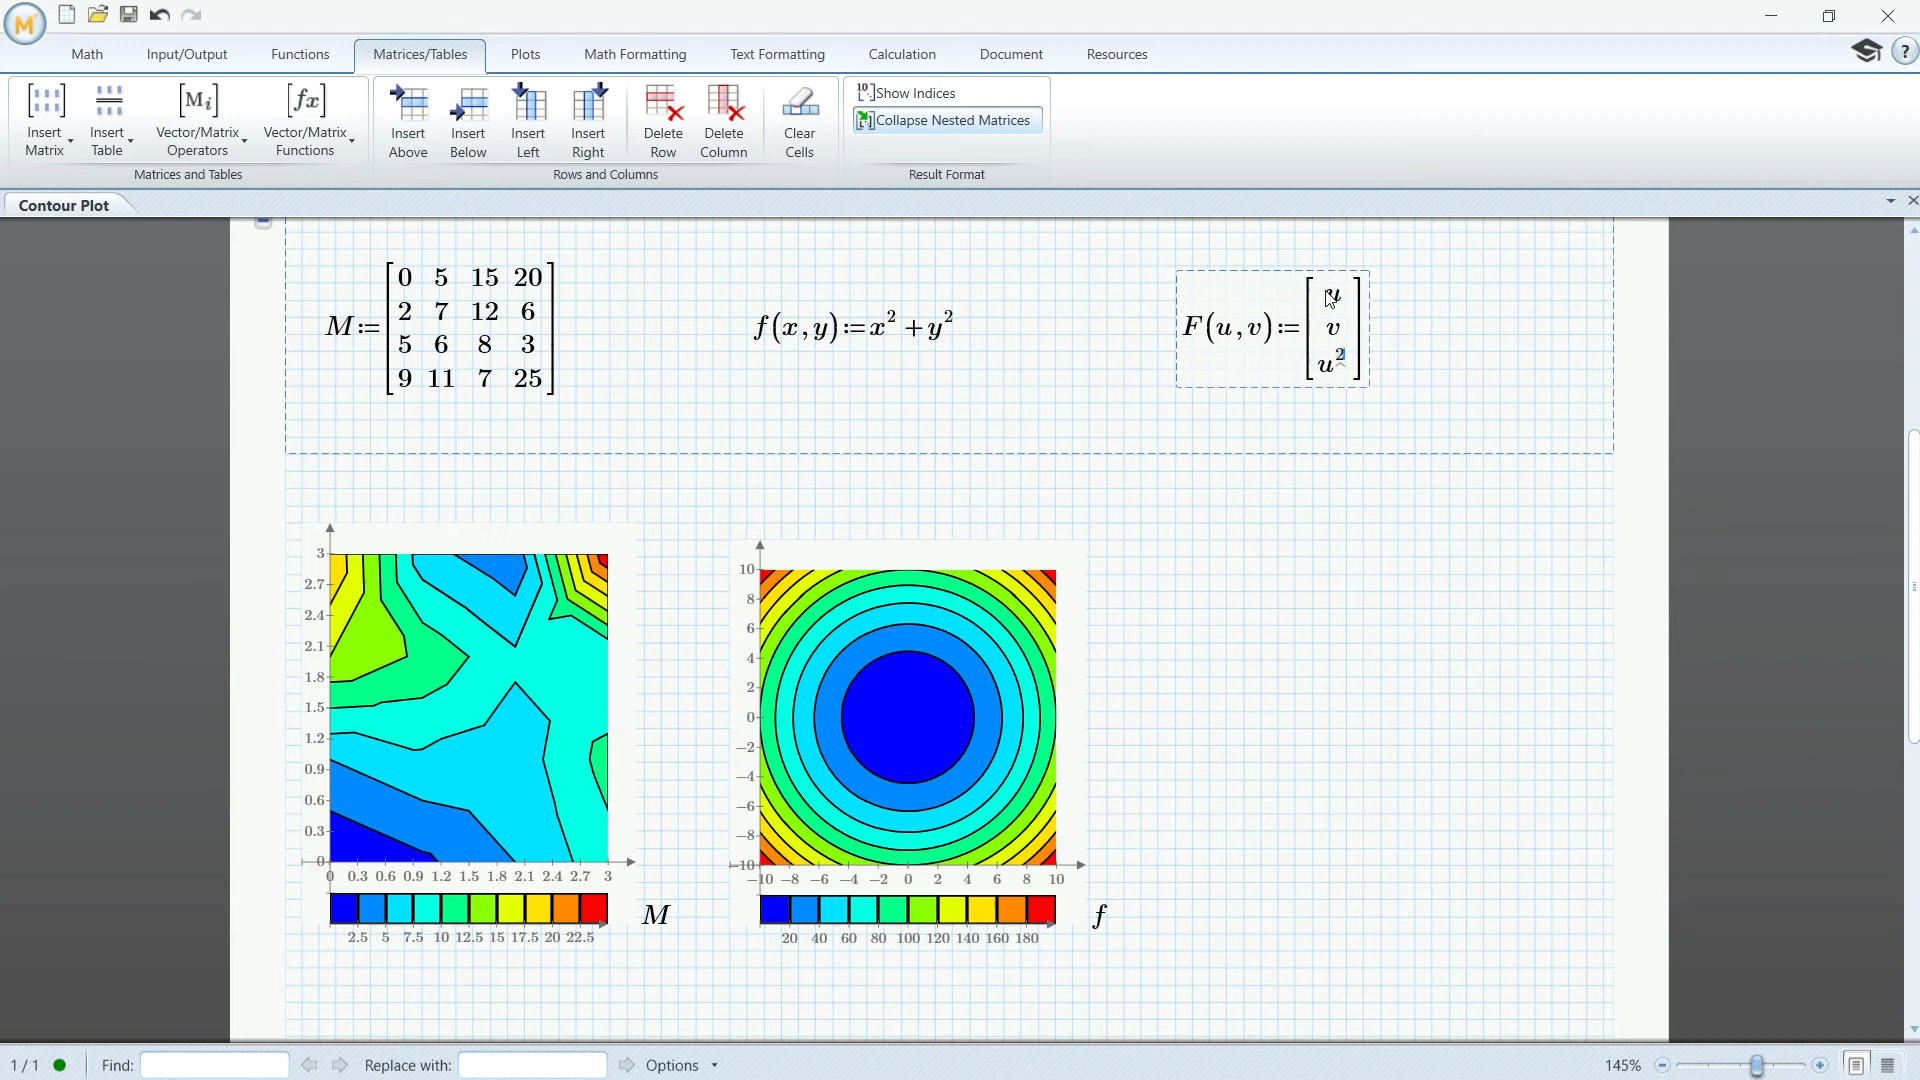 Math Input/Output Functions Matrices/Tables Plots Math Formatting Text Formatting Calculation Document Resources
?
Insert Matrix
Insert Table
Vector/Matrix Operators
Vector/Matrix Functions
Insert Above
Insert Below
Insert Left
Insert Right
Delete Row
Delete Column
Clear Cells
Show Indices
Collapse Nested Matrices
Matrices and Tables
Rows and Columns
Result Format
Contour Plot
M:=
0 5 15 20
2 7 12 6
5 6 8 3
9 11 7 25
f(x,y):=x²+y²
F(u,v):=
u
v
u²
3
2.7
2.4
2.1
1.8
1.5
1.2
0.9
0.6
0.3
0
0 0.3 0.6 0.9 1.2 1.5 1.8 2.1 2.4 2.7 3
2.5 5 7.5 10 12.5 15 17.5 20 22.5
M
10
8
6
4
2
0
−2
−4
−6
−8
−10
−10 −8 −6 −4 −2 0 2 4 6 8 10
20 40 60 80 100 120 140 160 180
f
1 / 1 Find: Replace with: Options 145%